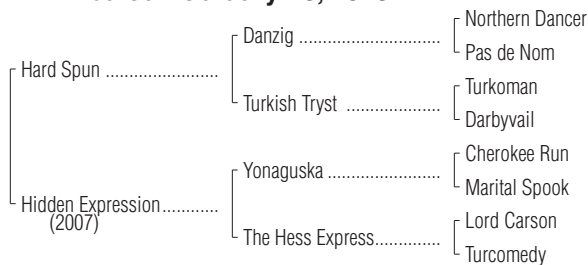 Northern Dancer
Danzig ................................
Pas de Nom
Hard Spun ..........................
Turkoman
Turkish Tryst ......................
Darbyvail
Cherokee Run
Yonaguska ..........................
Marital Spook
Hidden Expression.............
(2007)
Lord Carson
The Hess Express...............
Turcomedy